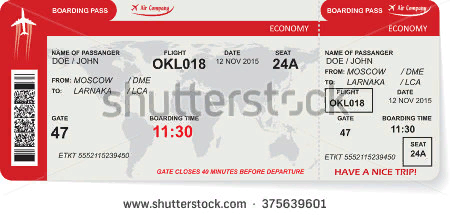 BOARDING PASS
Air Company
ECONOMY
NAME OF PASSANGER
DOE / JOHN
FLIGHT
OKL018
DATE
12 NOV 2015
SEAT
24A
FROM: MOSCOW / DME
TO: LARNAKA / LCA
GATE
47
BOARDING TIME
11:30
ETKT 5552115239450
GATE CLOSES 40 MINUTES BEFORE DEPARTURE
BOARDING PASS
Air Company
ECONOMY
NAME OF PASSANGER
DOE / JOHN
FROM: MOSCOW / DME
TO: LARNAKA / LCA
FLIGHT
OKL018
DATE
12 NOV 2015
GATE
47
BOARDING TIME
11:30
SEAT
24A
ETKT 5552115239450
HAVE A NICE TRIP!
shutterstock
www.shutterstock.com · 375639601